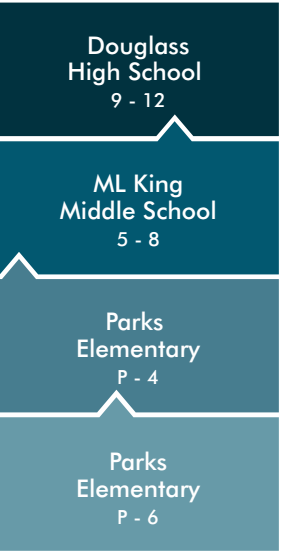 Douglass
High School
9 - 12
ML King
Middle School
5 - 8
Parks
Elementary
P - 4
Parks
Elementary
P - 6